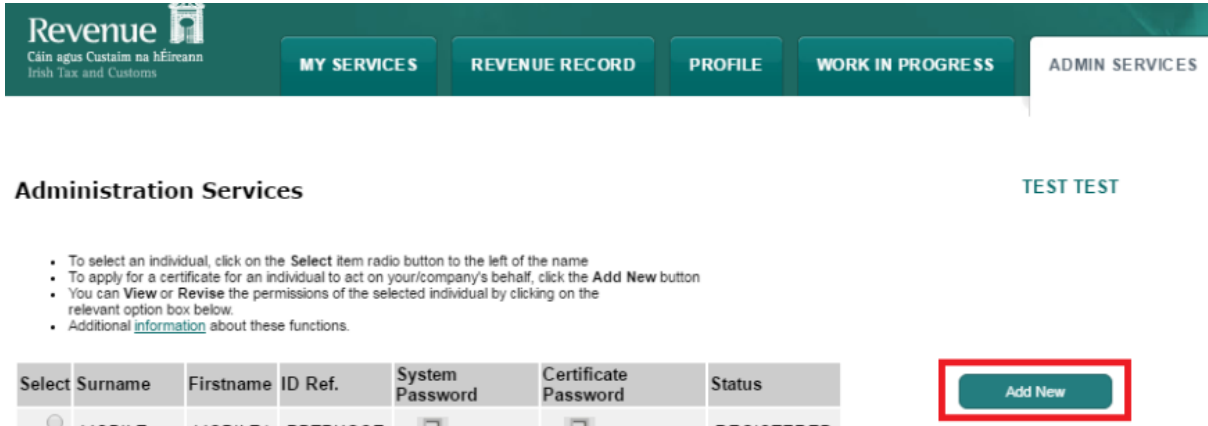 Revenue
Cáin agus Custaim na hÉireann
Irish Tax and Customs
MY SERVICES
REVENUE RECORD
PROFILE
WORK IN PROGRESS
ADMIN SERVICES
Administration Services
TEST TEST
To select an individual, click on the Select item radio button to the left of the name
To apply for a certificate for an individual to act on your/company's behalf, click the Add New button
You can View or Revise the permissions of the selected individual by clicking on the
relevant option box below.
Additional information about these functions.
Select Surname Firstname ID Ref. System Password Certificate Password Status
Add New